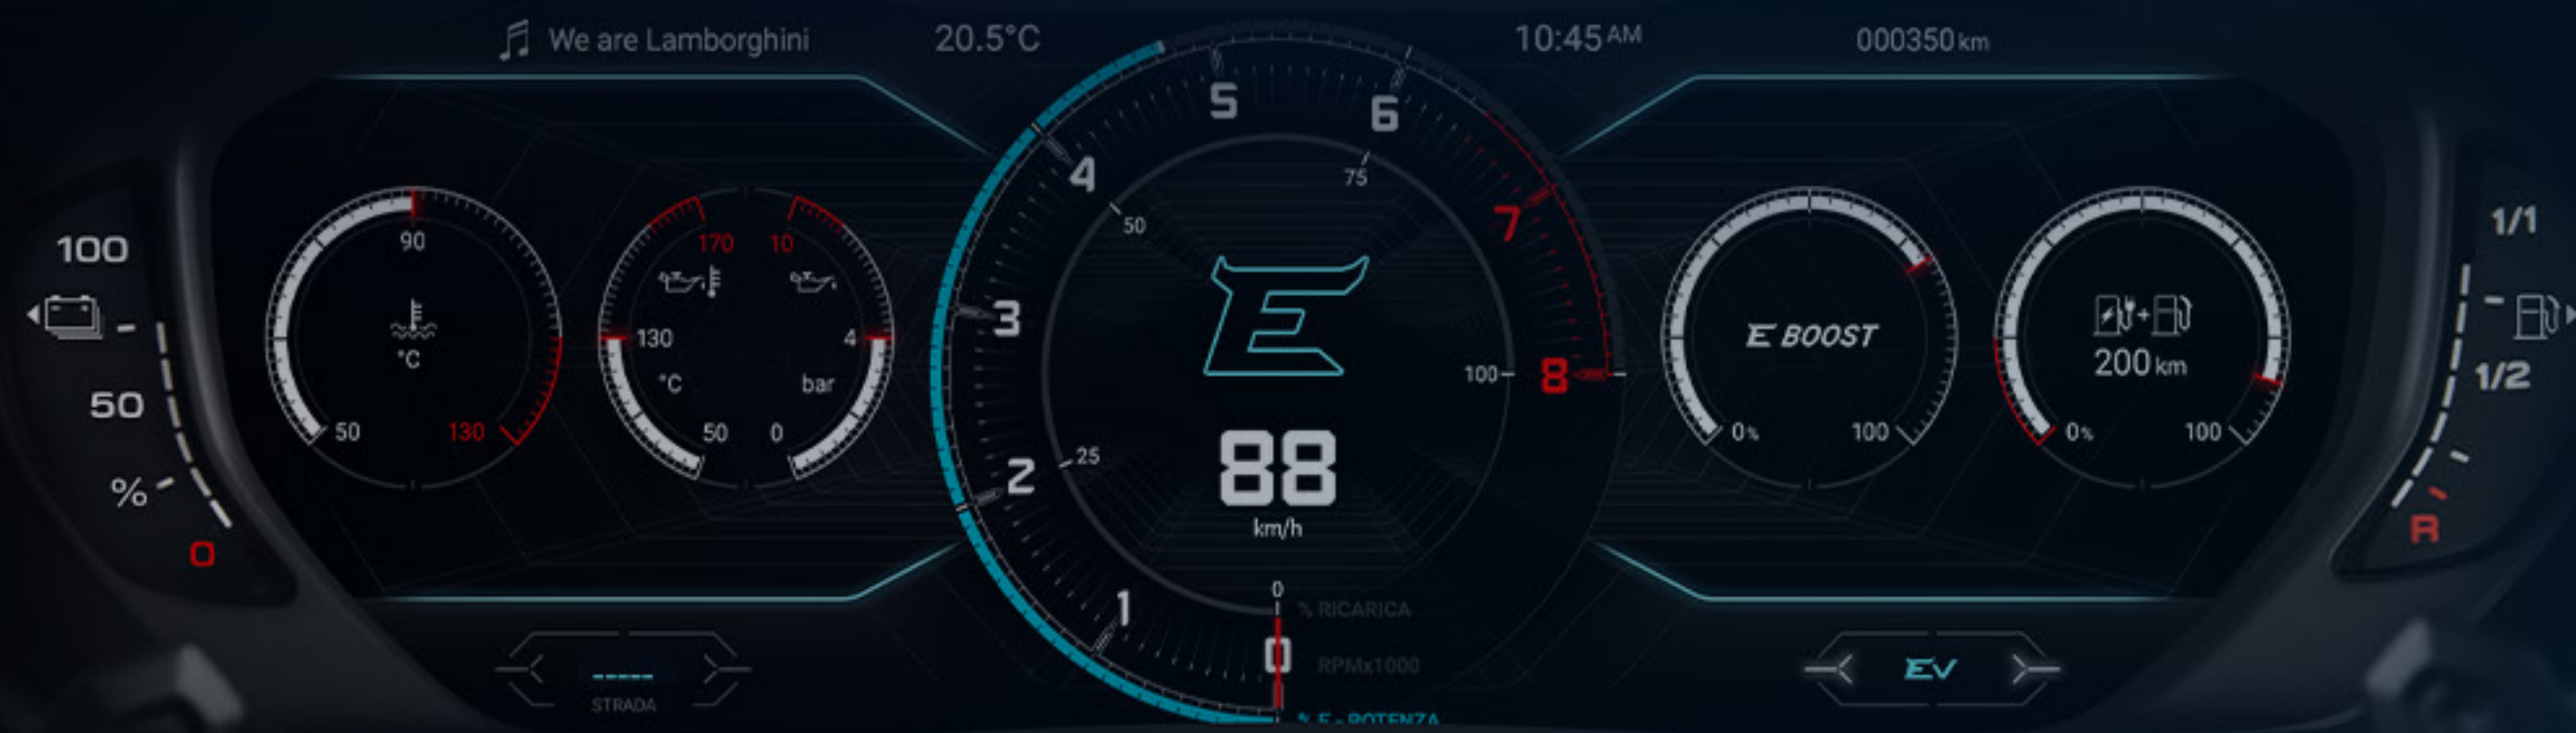 We are Lamborghini
20.5°C
10:45 AM
000350 km
100
50
%
0
90
°C
50
130
170
10
130
4
°C
bar
50
0
0
1
2
3
4
5
6
7
8
0
25
50
75
100
E
88
km/h
% RICARICA
RPMx1000
% E - POTENZA
E BOOST
0%
100
200 km
0%
100
1/1
1/2
R
STRADA
EV